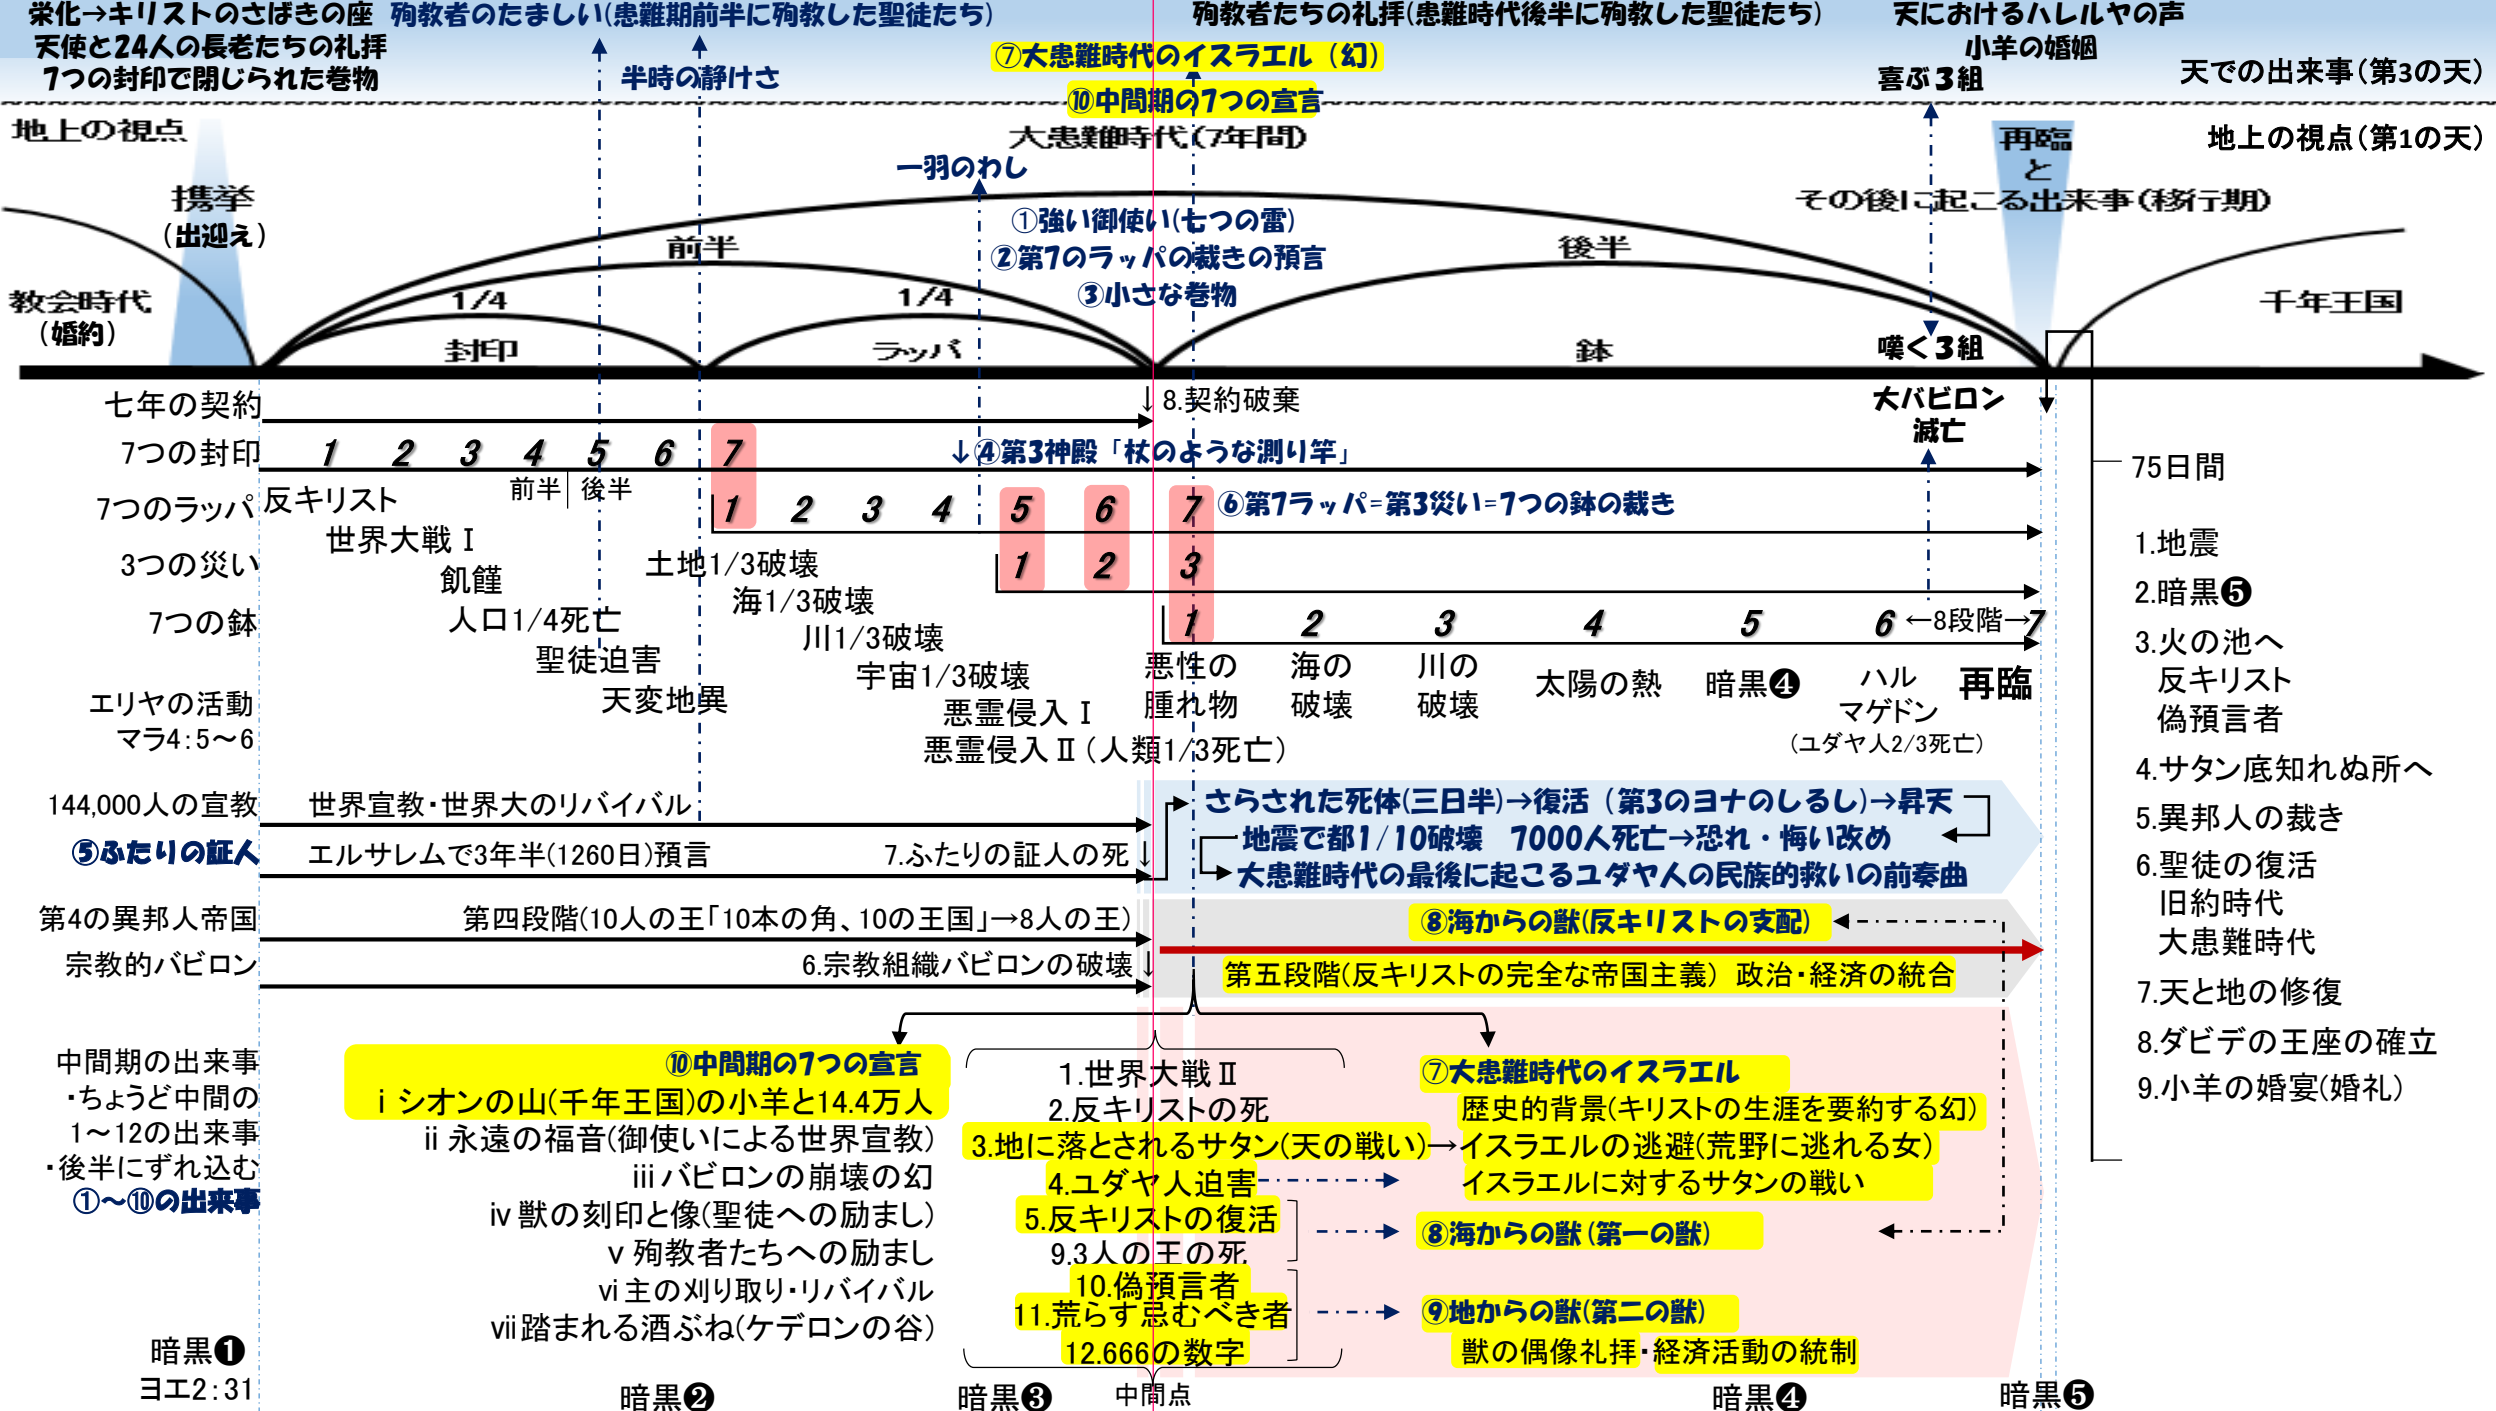 栄化→キリストのさばきの座
天使と24人の長老たちの礼拝
7つの封印で閉じられた巻物
殉教者のたましい(患難期前半に殉教した聖徒たち)
半時の静けさ
殉教者たちの礼拝(患難時代後半に殉教した聖徒たち)
⑦大患難時代のイスラエル（幻）
⑩中間期の7つの宣言
天におけるハレルヤの声
小羊の婚姻
喜ぶ３組
天での出来事(第3の天)
地上の視点
大患難時代(7年間)
地上の視点(第1の天)
再臨
と
その後に起こる出来事(移行期)
携挙
(出迎え)
一羽のわし
①強い御使い(七つの雷)
②第7のラッパの裁きの預言
③小さな巻物
前半
後半
教会時代
(婚約)
1/4
1/4
千年王国
封印
ラッパ
鉢
嘆く３組
七年の契約
↓8.契約破棄
大バビロン
滅亡
7つの封印
1 2 3 4 5 6 7
↓④第3神殿「杖のような測り竿」
前半 後半
75日間
7つのラッパ
1 2 3 4 5 6 7
⑥第7ラッパ=第3災い=7つの鉢の裁き
反キリスト
世界大戦Ⅰ
飢饉
人口1/4死亡
聖徒迫害
天変地異
3つの災い
1 2 3
土地1/3破壊
海1/3破壊
川1/3破壊
宇宙1/3破壊
悪霊侵入Ⅰ
悪霊侵入Ⅱ(人類1/3死亡)
7つの鉢
1 2 3 4 5 6 ←8段階→7
悪性の
腫れ物
海の
破壊
川の
破壊
太陽の熱
暗黒❹
ハル
マゲドン
(ユダヤ人2/3死亡)
再臨
エリヤの活動
マラ4:5～6
1.地震
2.暗黒❺
3.火の池へ
反キリスト
偽預言者
4.サタン底知れぬ所へ
5.異邦人の裁き
6.聖徒の復活
旧約時代
大患難時代
7.天と地の修復
8.ダビデの王座の確立
9.小羊の婚宴(婚礼)
144,000人の宣教
世界宣教・世界大のリバイバル
さらされた死体(三日半)→復活（第3のヨナのしるし)→昇天
地震で都1/10破壊　7000人死亡→恐れ・悔い改め
大患難時代の最後に起こるユダヤ人の民族的救いの前奏曲
⑤ふたりの証人
エルサレムで3年半(1260日)預言
7.ふたりの証人の死↓
第4の異邦人帝国
第四段階(10人の王「10本の角、10の王国」→8人の王)
⑧海からの獣(反キリストの支配)
宗教的バビロン
6.宗教組織バビロンの破壊↓
第五段階(反キリストの完全な帝国主義) 政治・経済の統合
中間期の出来事
・ちょうど中間の
1～12の出来事
・後半にずれ込む
①～⑩の出来事
⑩中間期の7つの宣言
ⅰシオンの山(千年王国)の小羊と14.4万人
ⅱ永遠の福音(御使いによる世界宣教)
ⅲバビロンの崩壊の幻
ⅳ獣の刻印と像(聖徒への励まし)
ⅴ殉教者たちへの励まし
ⅵ主の刈り取り・リバイバル
ⅶ踏まれる酒ぶね(ケデロンの谷)
1.世界大戦Ⅱ
2.反キリストの死
3.地に落とされるサタン(天の戦い)→
4.ユダヤ人迫害
5.反キリストの復活
9.3人の王の死
10.偽預言者
11.荒らす忌むべき者
12.666の数字
⑦大患難時代のイスラエル
歴史的背景(キリストの生涯を要約する幻)
イスラエルの逃避(荒野に逃れる女)
イスラエルに対するサタンの戦い
⑧海からの獣(第一の獣)
⑨地からの獣(第二の獣)
獣の偶像礼拝・経済活動の統制
暗黒❶
ヨエ2:31
暗黒❷
暗黒❸
中間点
暗黒❹
暗黒❺